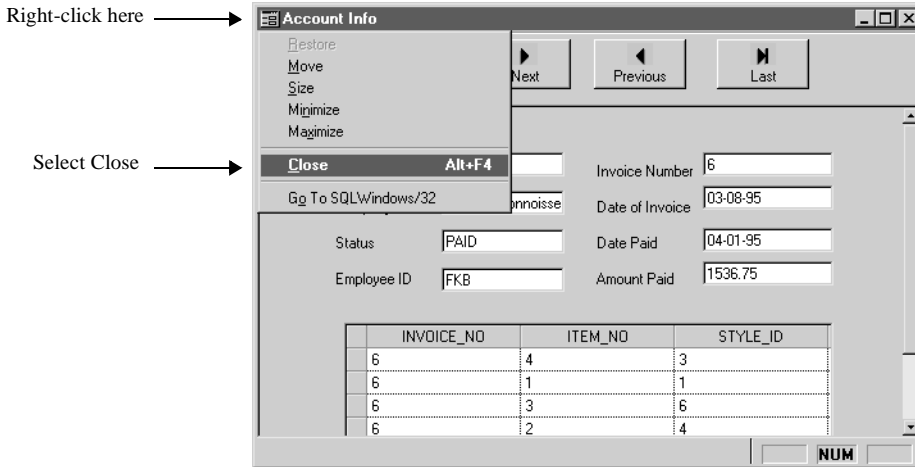 Right-click here
Account Info
Restore
Move
Size
Minimize
Maximize
Select Close
Close Alt+F4
Go To SQLWindows/32
Next
Previous
Last
Invoice Number 6
Date of Invoice 03-08-95
Status PAID
Date Paid 04-01-95
Employee ID FKB
Amount Paid 1536.75
INVOICE_NO ITEM_NO STYLE_ID
6 4 3
6 1 1
6 3 6
6 2 4
NUM